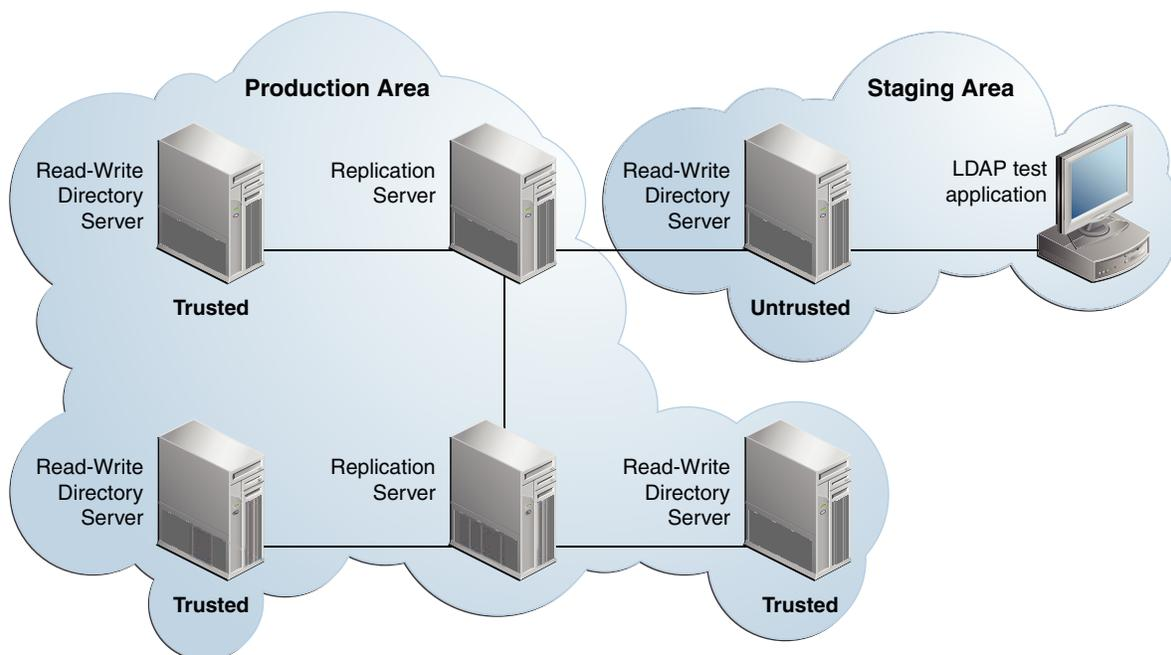 Production Area
Staging Area
Read-Write
Directory
Server
Replication
Server
Read-Write
Directory
Server
LDAP test
application
Trusted
Untrusted
Read-Write
Directory
Server
Replication
Server
Read-Write
Directory
Server
Trusted
Trusted